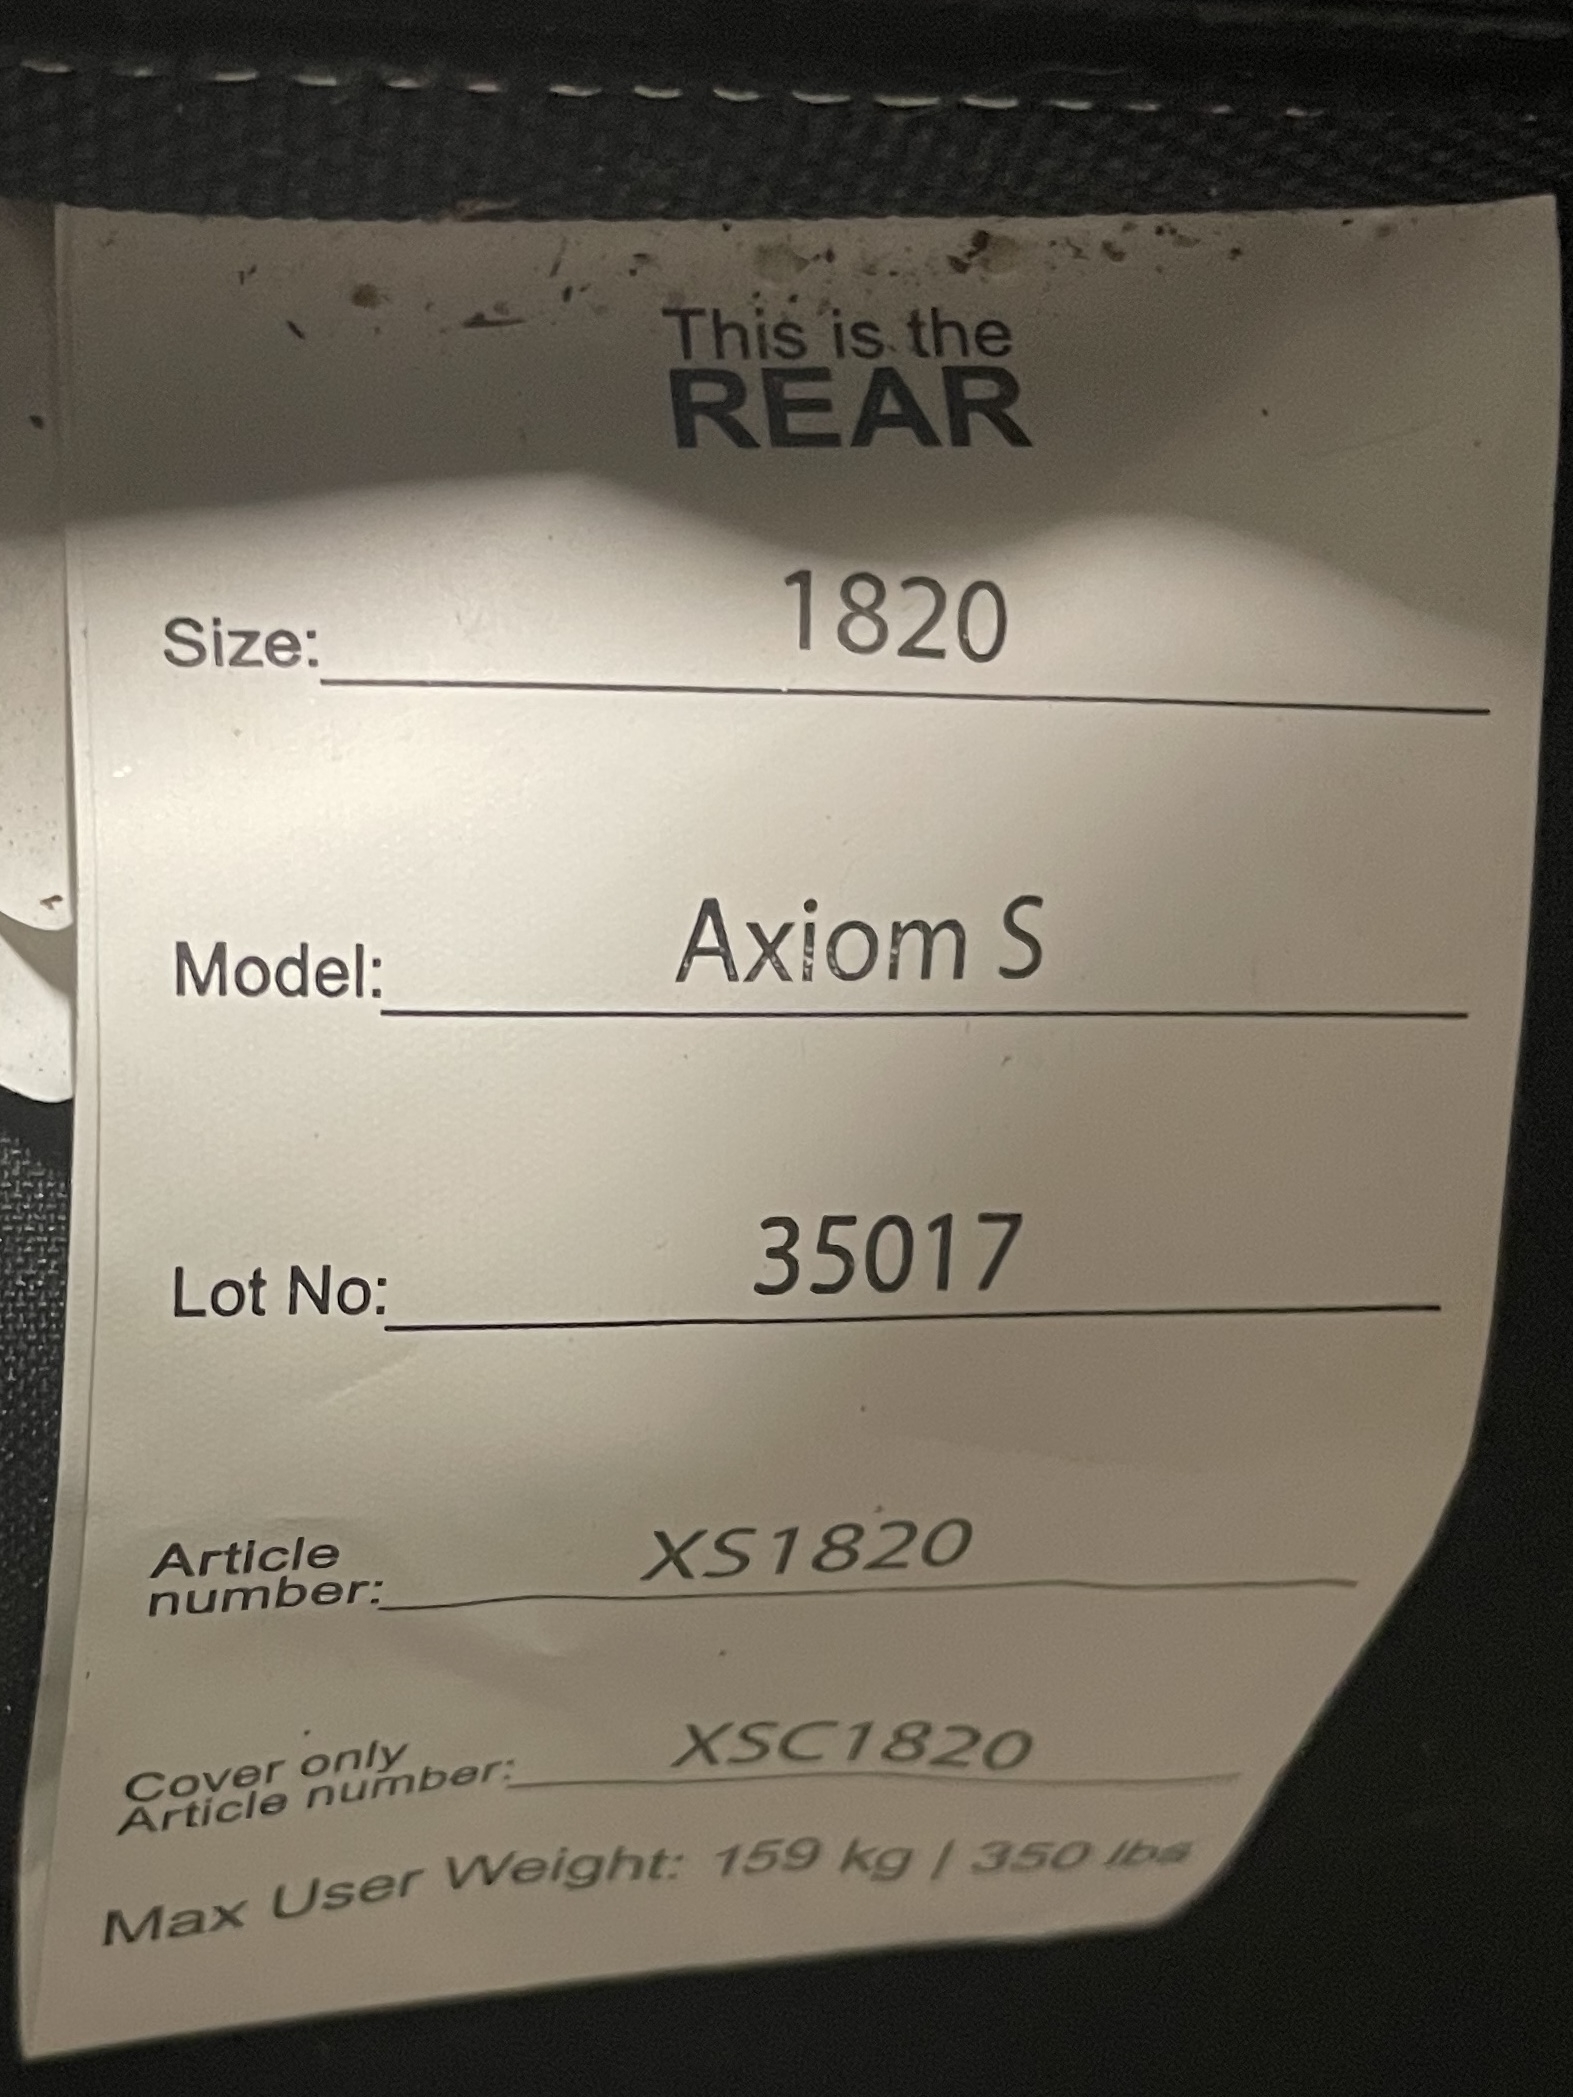 This is the
REAR
Size: 1820
Model: Axiom S
Lot No: 35017
Article
number: XS1820
Cover only
Article number: XSC1820
Max User Weight: 159 kg | 350 lbs